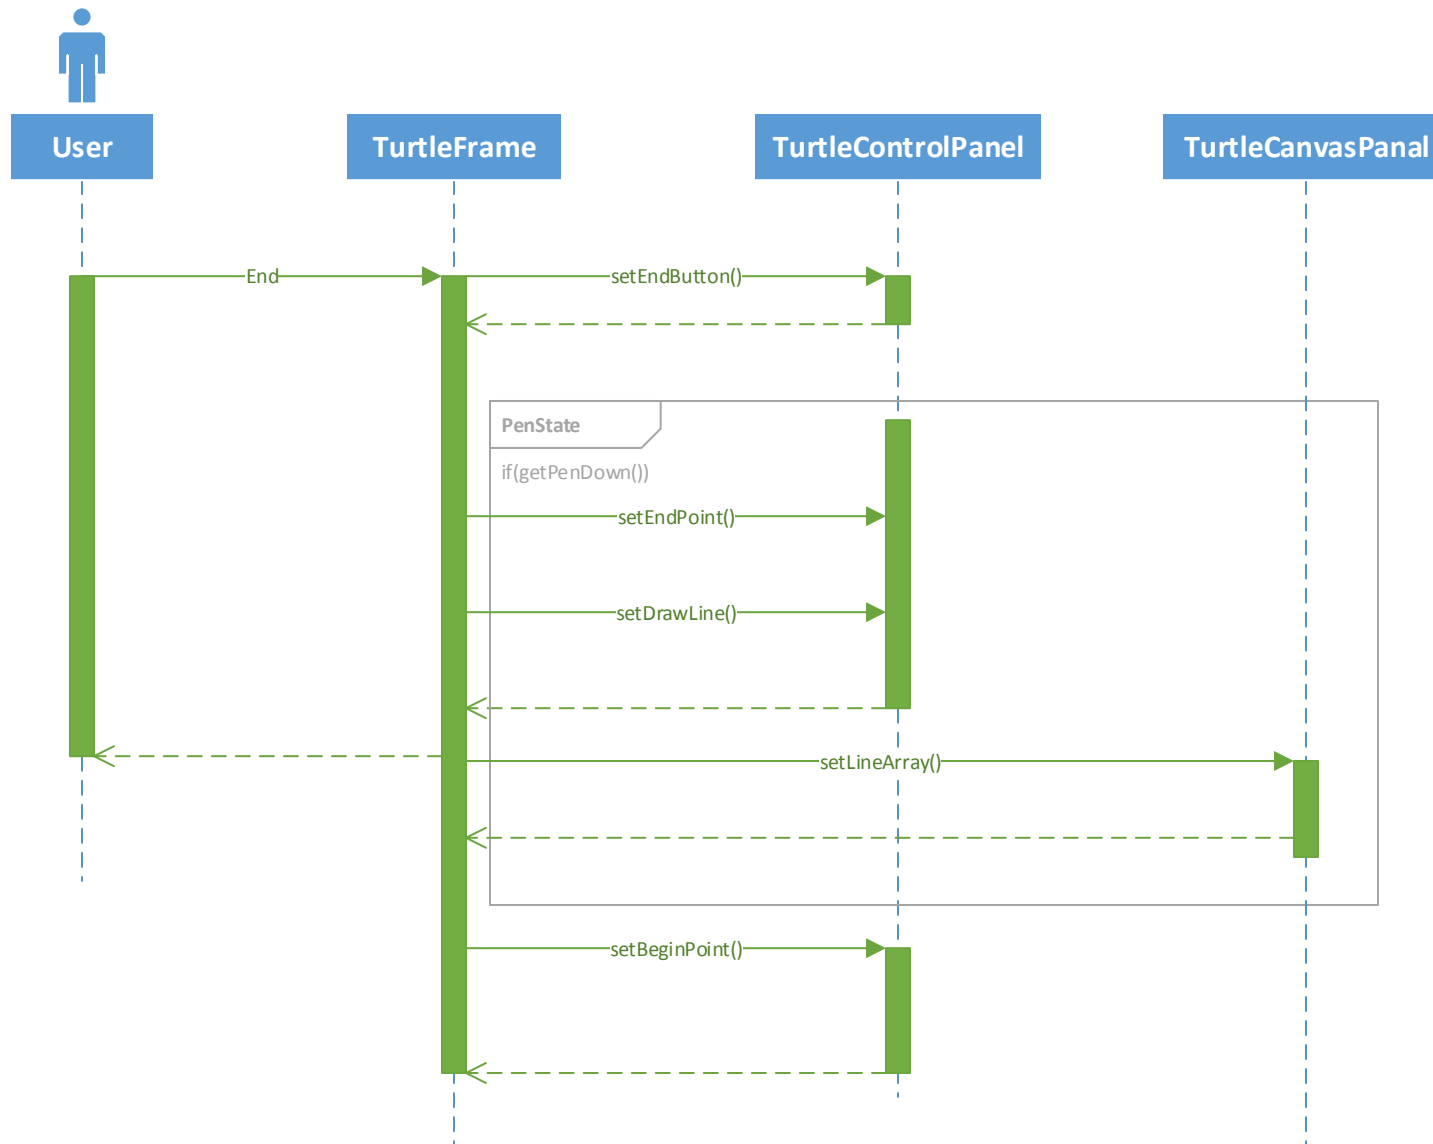 User
TurtleFrame
TurtleControlPanel
TurtleCanvasPanal
End
setEndButton()
PenState
if(getPenDown())
setEndPoint()
setDrawLine()
setLineArray()
setBeginPoint()